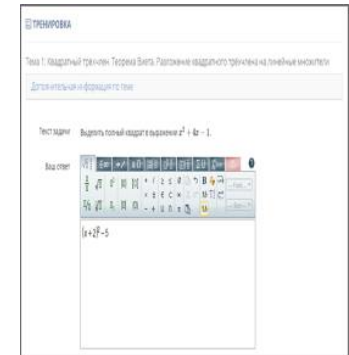 ТРЕНИРОВКА
Тема 1: Квадратный трёхчлен. Теорема Виета. Разложение квадратного трёхчлена на линейные множители
Дополнительная информация по теме
Текст задачи Выделить полный квадрат в выражении x² + 4x − 1.
Ваш ответ
(x+2)²−5